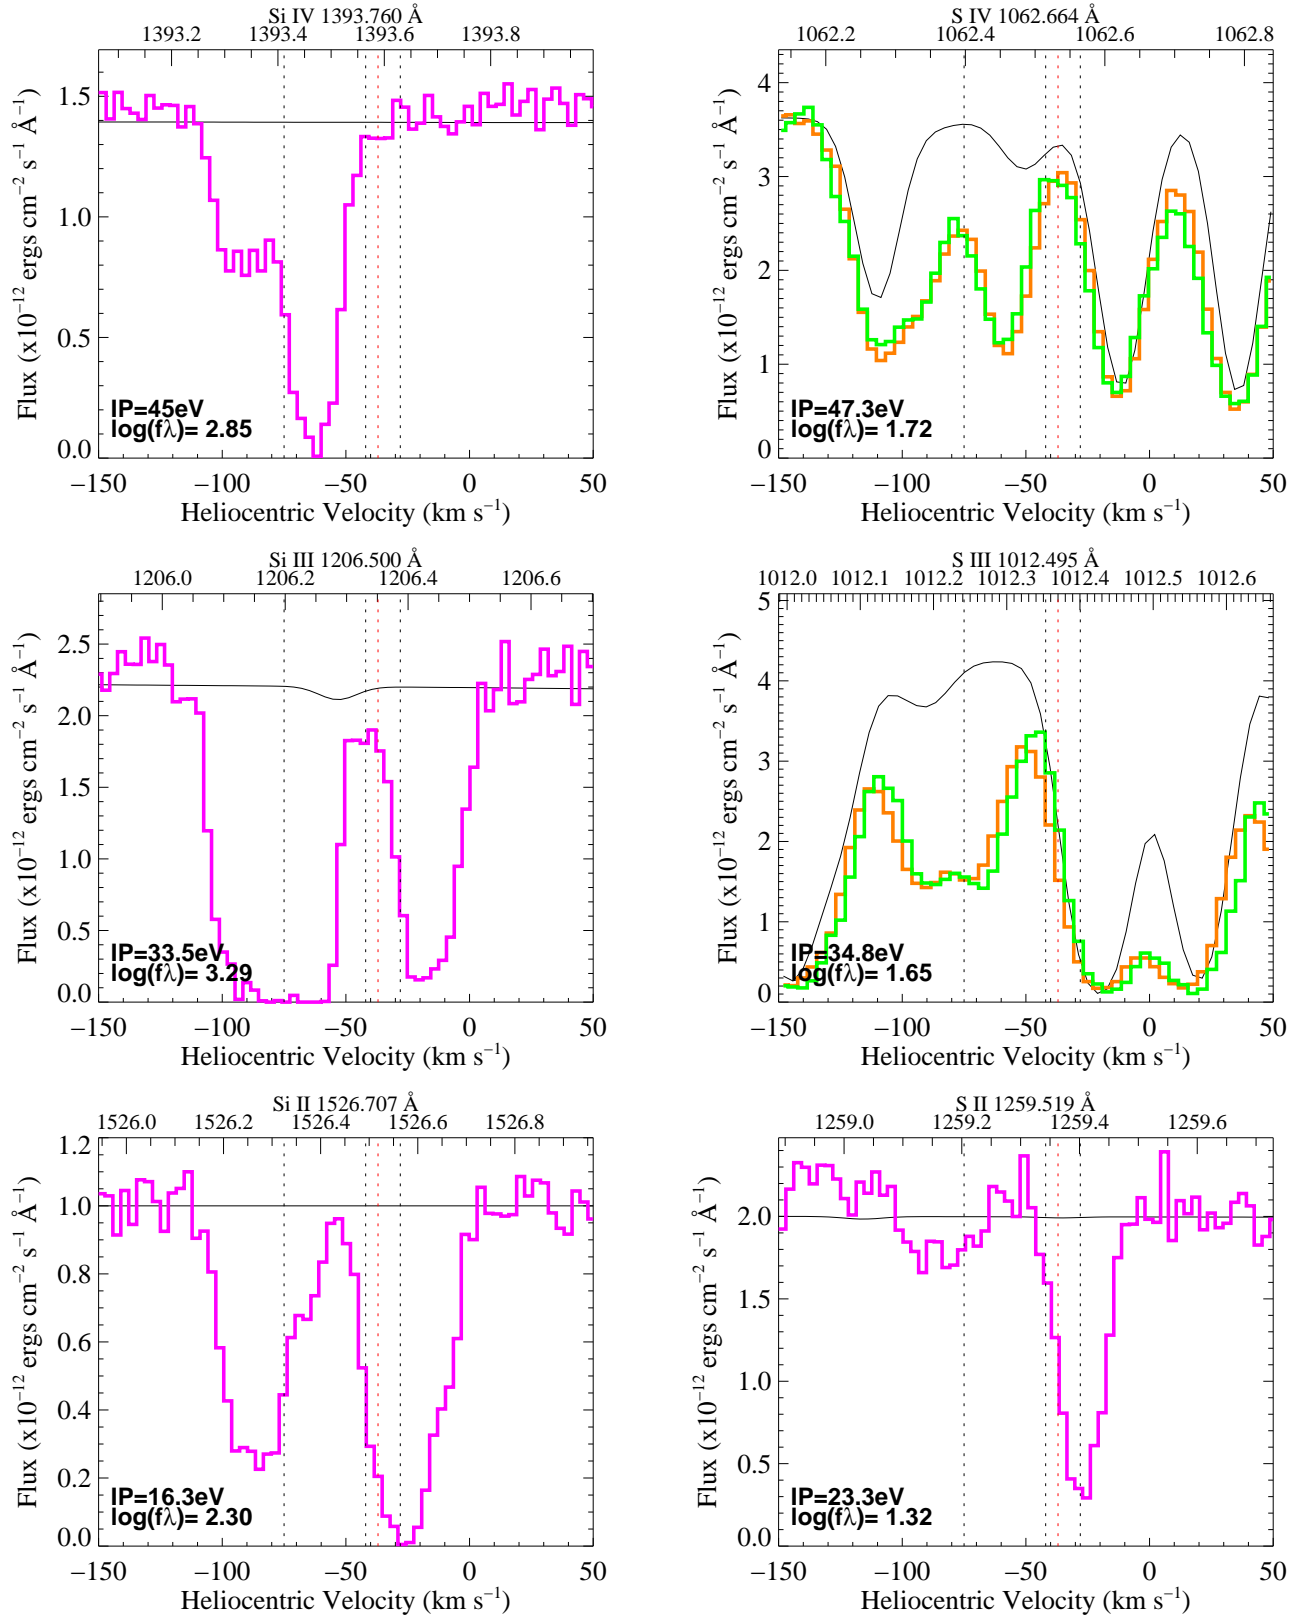 Si IV 1393.760 Å
1393.2 1393.4 1393.6 1393.8
Flux (x10⁻¹² ergs cm⁻² s⁻¹ Å⁻¹)
1.5
1.0
0.5
0.0
IP=45eV
log(fλ)= 2.85
−150 −100 −50 0 50
Heliocentric Velocity (km s⁻¹)
S IV 1062.664 Å
1062.2 1062.4 1062.6 1062.8
Flux (x10⁻¹² ergs cm⁻² s⁻¹ Å⁻¹)
4
3
2
1
0
IP=47.3eV
log(fλ)= 1.72
−150 −100 −50 0 50
Heliocentric Velocity (km s⁻¹)
Si III 1206.500 Å
1206.0 1206.2 1206.4 1206.6
Flux (x10⁻¹² ergs cm⁻² s⁻¹ Å⁻¹)
2.5
2.0
1.5
1.0
0.5
0.0
IP=33.5eV
log(fλ)= 3.29
−150 −100 −50 0 50
Heliocentric Velocity (km s⁻¹)
S III 1012.495 Å
1012.0 1012.1 1012.2 1012.3 1012.4 1012.5 1012.6
Flux (x10⁻¹² ergs cm⁻² s⁻¹ Å⁻¹)
5
4
3
2
1
0
IP=34.8eV
log(fλ)= 1.65
−150 −100 −50 0 50
Heliocentric Velocity (km s⁻¹)
Si II 1526.707 Å
1526.0 1526.2 1526.4 1526.6 1526.8
Flux (x10⁻¹² ergs cm⁻² s⁻¹ Å⁻¹)
1.2
1.0
0.8
0.6
0.4
0.2
0.0
IP=16.3eV
log(fλ)= 2.30
−150 −100 −50 0 50
Heliocentric Velocity (km s⁻¹)
S II 1259.519 Å
1259.0 1259.2 1259.4 1259.6
Flux (x10⁻¹² ergs cm⁻² s⁻¹ Å⁻¹)
2.0
1.5
1.0
0.5
0.0
IP=23.3eV
log(fλ)= 1.32
−150 −100 −50 0 50
Heliocentric Velocity (km s⁻¹)